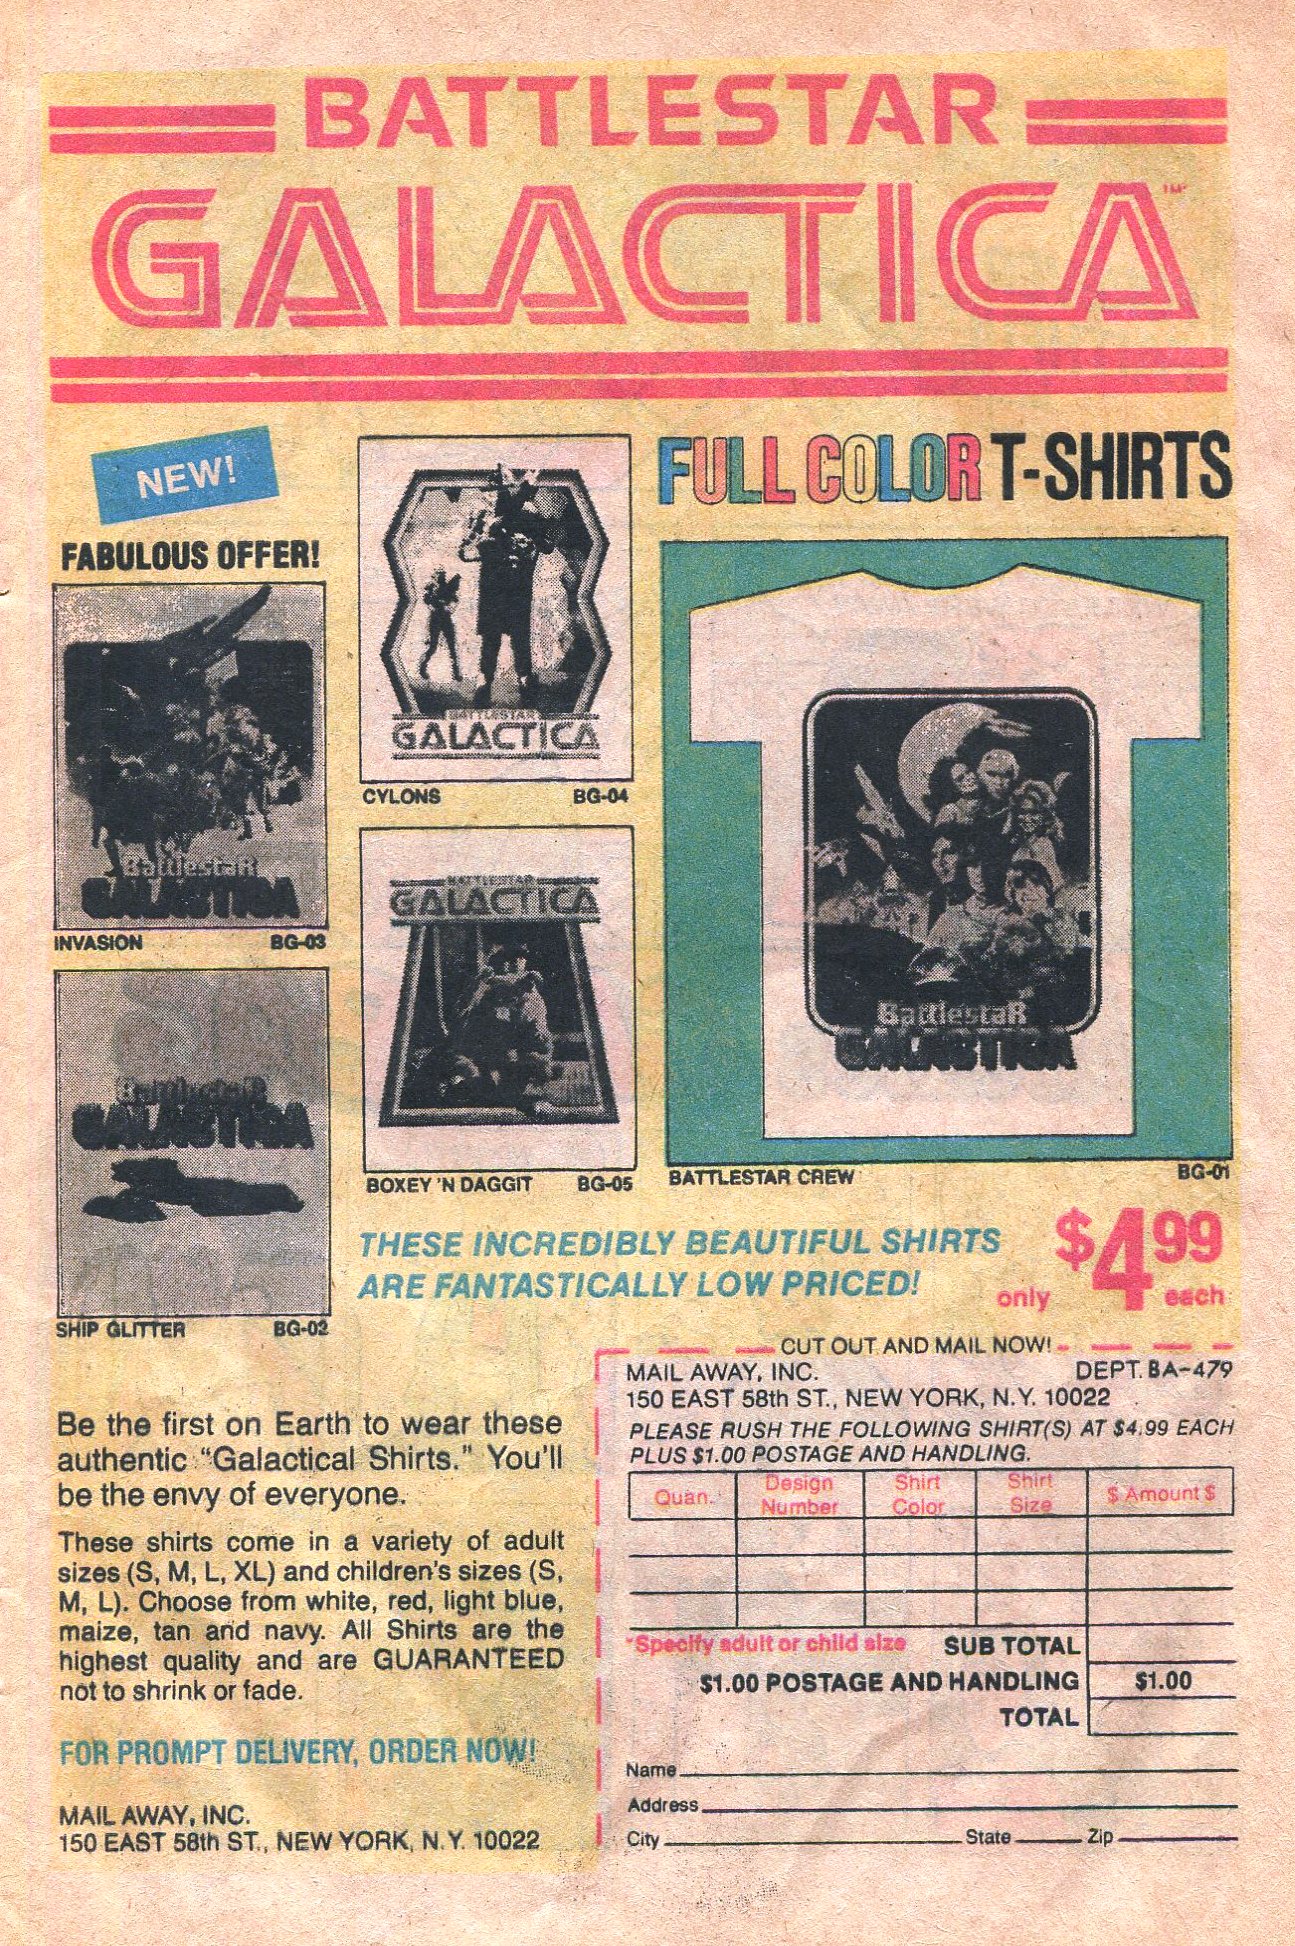 BATTLESTAR
GALACTICA™
NEW!
FABULOUS OFFER!
FULL COLOR T-SHIRTS
BattlestaR
GALACTICA
INVASION BG-03
BATTLESTAR
GALACTICA
CYLONS BG-04
BattlestaR
GALACTICA
SHIP GLITTER BG-02
BATTLESTAR
GALACTICA
BOXEY 'N DAGGIT BG-05
BattlestaR
GALACTICA
BATTLESTAR CREW BG-01
THESE INCREDIBLY BEAUTIFUL SHIRTS
ARE FANTASTICALLY LOW PRICED!
only $4.99 each
Be the first on Earth to wear these
authentic "Galactical Shirts." You'll
be the envy of everyone.
These shirts come in a variety of adult
sizes (S, M, L, XL) and children's sizes (S,
M, L). Choose from white, red, light blue,
maize, tan and navy. All Shirts are the
highest quality and are GUARANTEED
not to shrink or fade.
FOR PROMPT DELIVERY, ORDER NOW!
MAIL AWAY, INC.
150 EAST 58th ST., NEW YORK, N.Y. 10022
CUT OUT AND MAIL NOW!
MAIL AWAY, INC. DEPT. BA-479
150 EAST 58th ST., NEW YORK, N.Y. 10022
PLEASE RUSH THE FOLLOWING SHIRT(S) AT $4.99 EACH
PLUS $1.00 POSTAGE AND HANDLING.
Quan. Design Number Shirt Color Shirt Size $ Amount $
*Specify adult or child size SUB TOTAL
$1.00 POSTAGE AND HANDLING $1.00
TOTAL
Name
Address
City State Zip